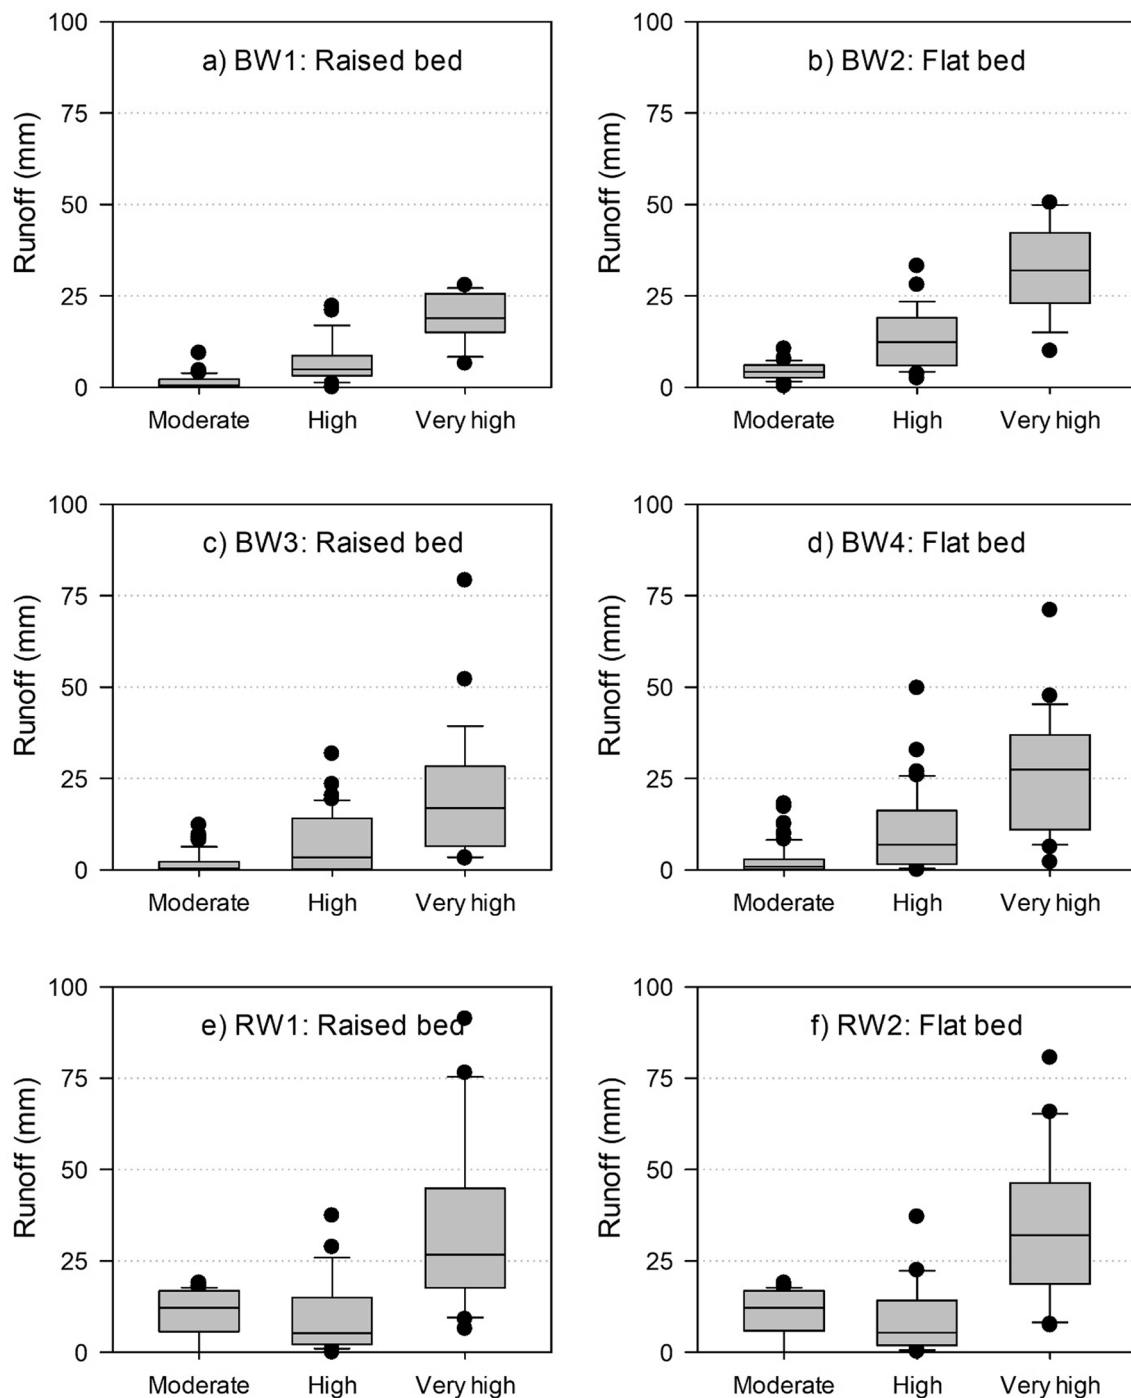 a) BW1: Raised bed
Runoff (mm)
100
75
50
25
0
Moderate High Very high
b) BW2: Flat bed
Runoff (mm)
100
75
50
25
0
Moderate High Very high
c) BW3: Raised bed
Runoff (mm)
100
75
50
25
0
Moderate High Very high
d) BW4: Flat bed
Runoff (mm)
100
75
50
25
0
Moderate High Very high
e) RW1: Raised bed
Runoff (mm)
100
75
50
25
0
Moderate High Very high
f) RW2: Flat bed
Runoff (mm)
100
75
50
25
0
Moderate High Very high